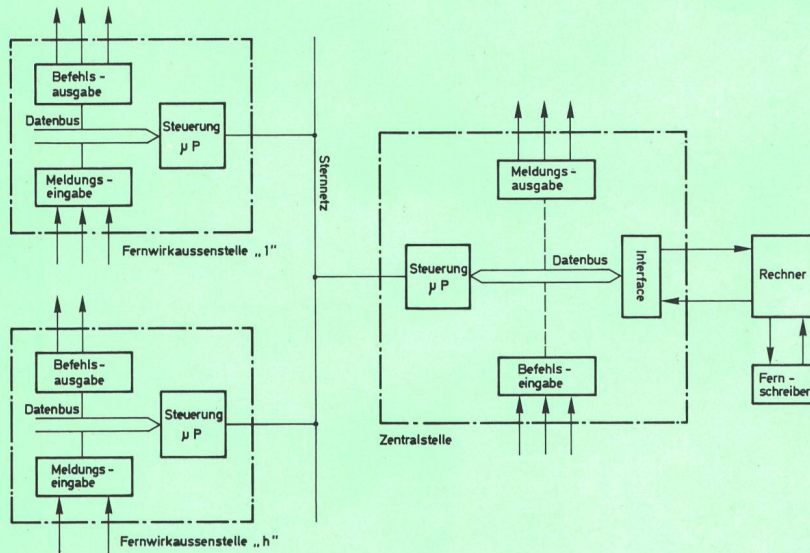 Befehls-
ausgabe
Datenbus
Steuerung
µP
Meldungs-
eingabe
Fernwirkaussenstelle „1"
Befehls-
ausgabe
Datenbus
Steuerung
µP
Meldungs-
eingabe
Fernwirkaussenstelle „h"
Sternnetz
Meldungs-
ausgabe
Steuerung
µP
Datenbus
Interface
Befehls-
eingabe
Zentralstelle
Rechner
Fern-
schreiber